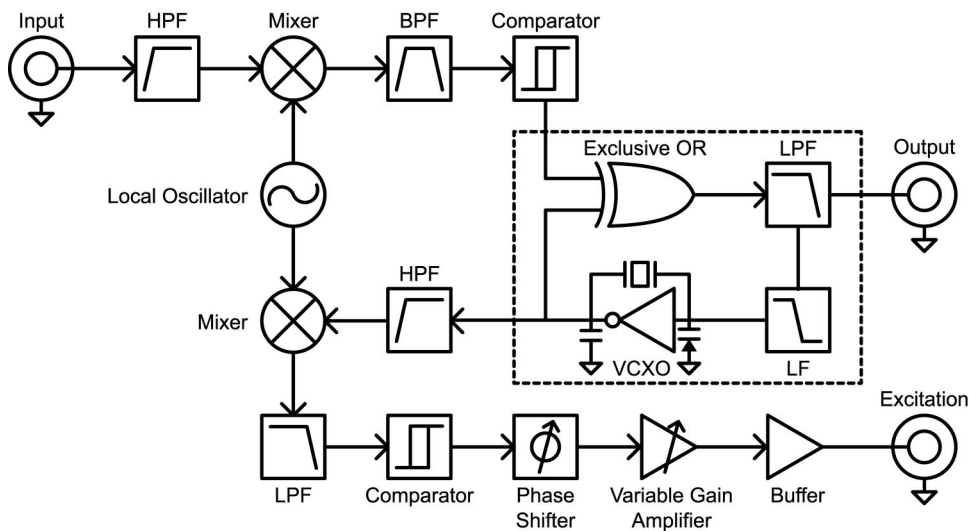 Input
HPF
Mixer
BPF
Comparator
Exclusive OR
LPF
Output
Local Oscillator
HPF
Mixer
VCXO
LF
Excitation
LPF
Comparator
Phase
Shifter
Variable Gain
Amplifier
Buffer